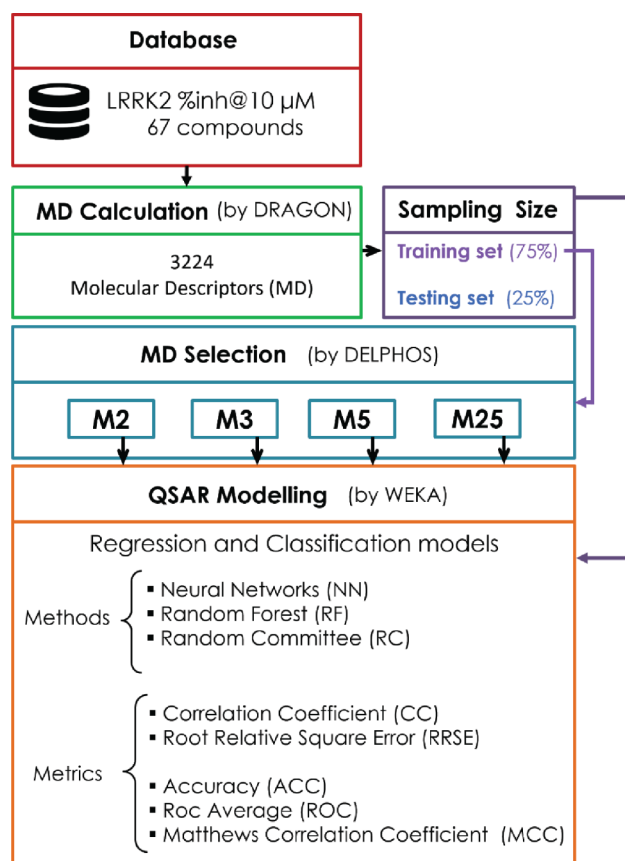 Database
LRRK2 %inh@10 µM
67 compounds
MD Calculation (by DRAGON)
3224
Molecular Descriptors (MD)
Sampling Size
Training set (75%)
Testing set (25%)
MD Selection (by DELPHOS)
M2 M3 M5 M25
QSAR Modelling (by WEKA)
Regression and Classification models
Methods
▪ Neural Networks (NN)
▪ Random Forest (RF)
▪ Random Committee (RC)
Metrics
▪ Correlation Coefficient (CC)
▪ Root Relative Square Error (RRSE)
▪ Accuracy (ACC)
▪ Roc Average (ROC)
▪ Matthews Correlation Coefficient (MCC)